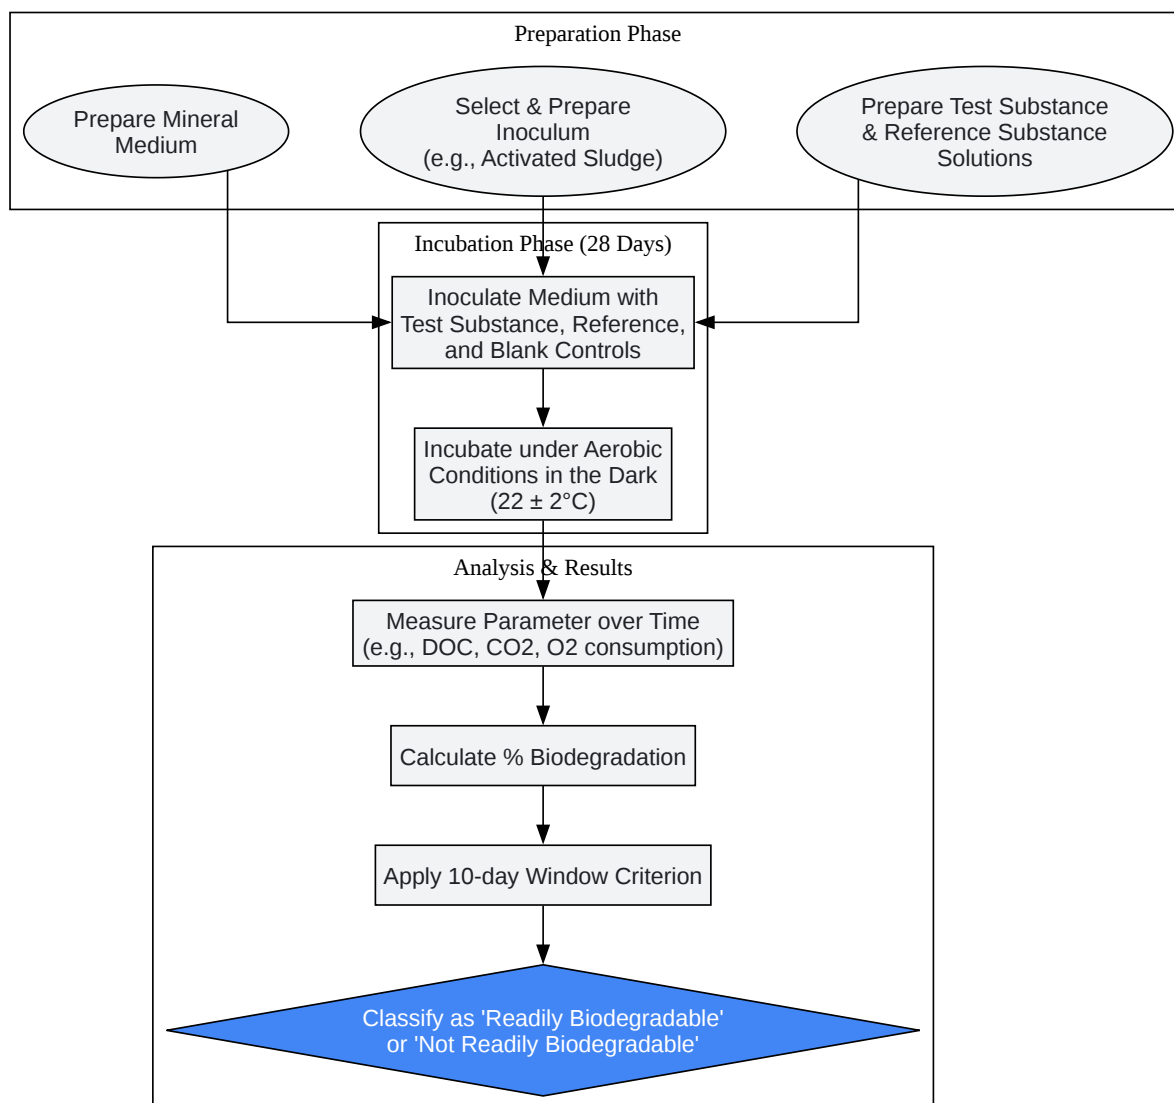 Preparation Phase
Prepare Mineral
Medium
Select & Prepare
Inoculum
(e.g., Activated Sludge)
Prepare Test Substance
& Reference Substance
Solutions
Incubation Phase (28 Days)
Inoculate Medium with
Test Substance, Reference,
and Blank Controls
Incubate under Aerobic
Conditions in the Dark
(22 ± 2°C)
Analysis & Results
Measure Parameter over Time
(e.g., DOC, CO2, O2 consumption)
Calculate % Biodegradation
Apply 10-day Window Criterion
Classify as 'Readily Biodegradable'
or 'Not Readily Biodegradable'